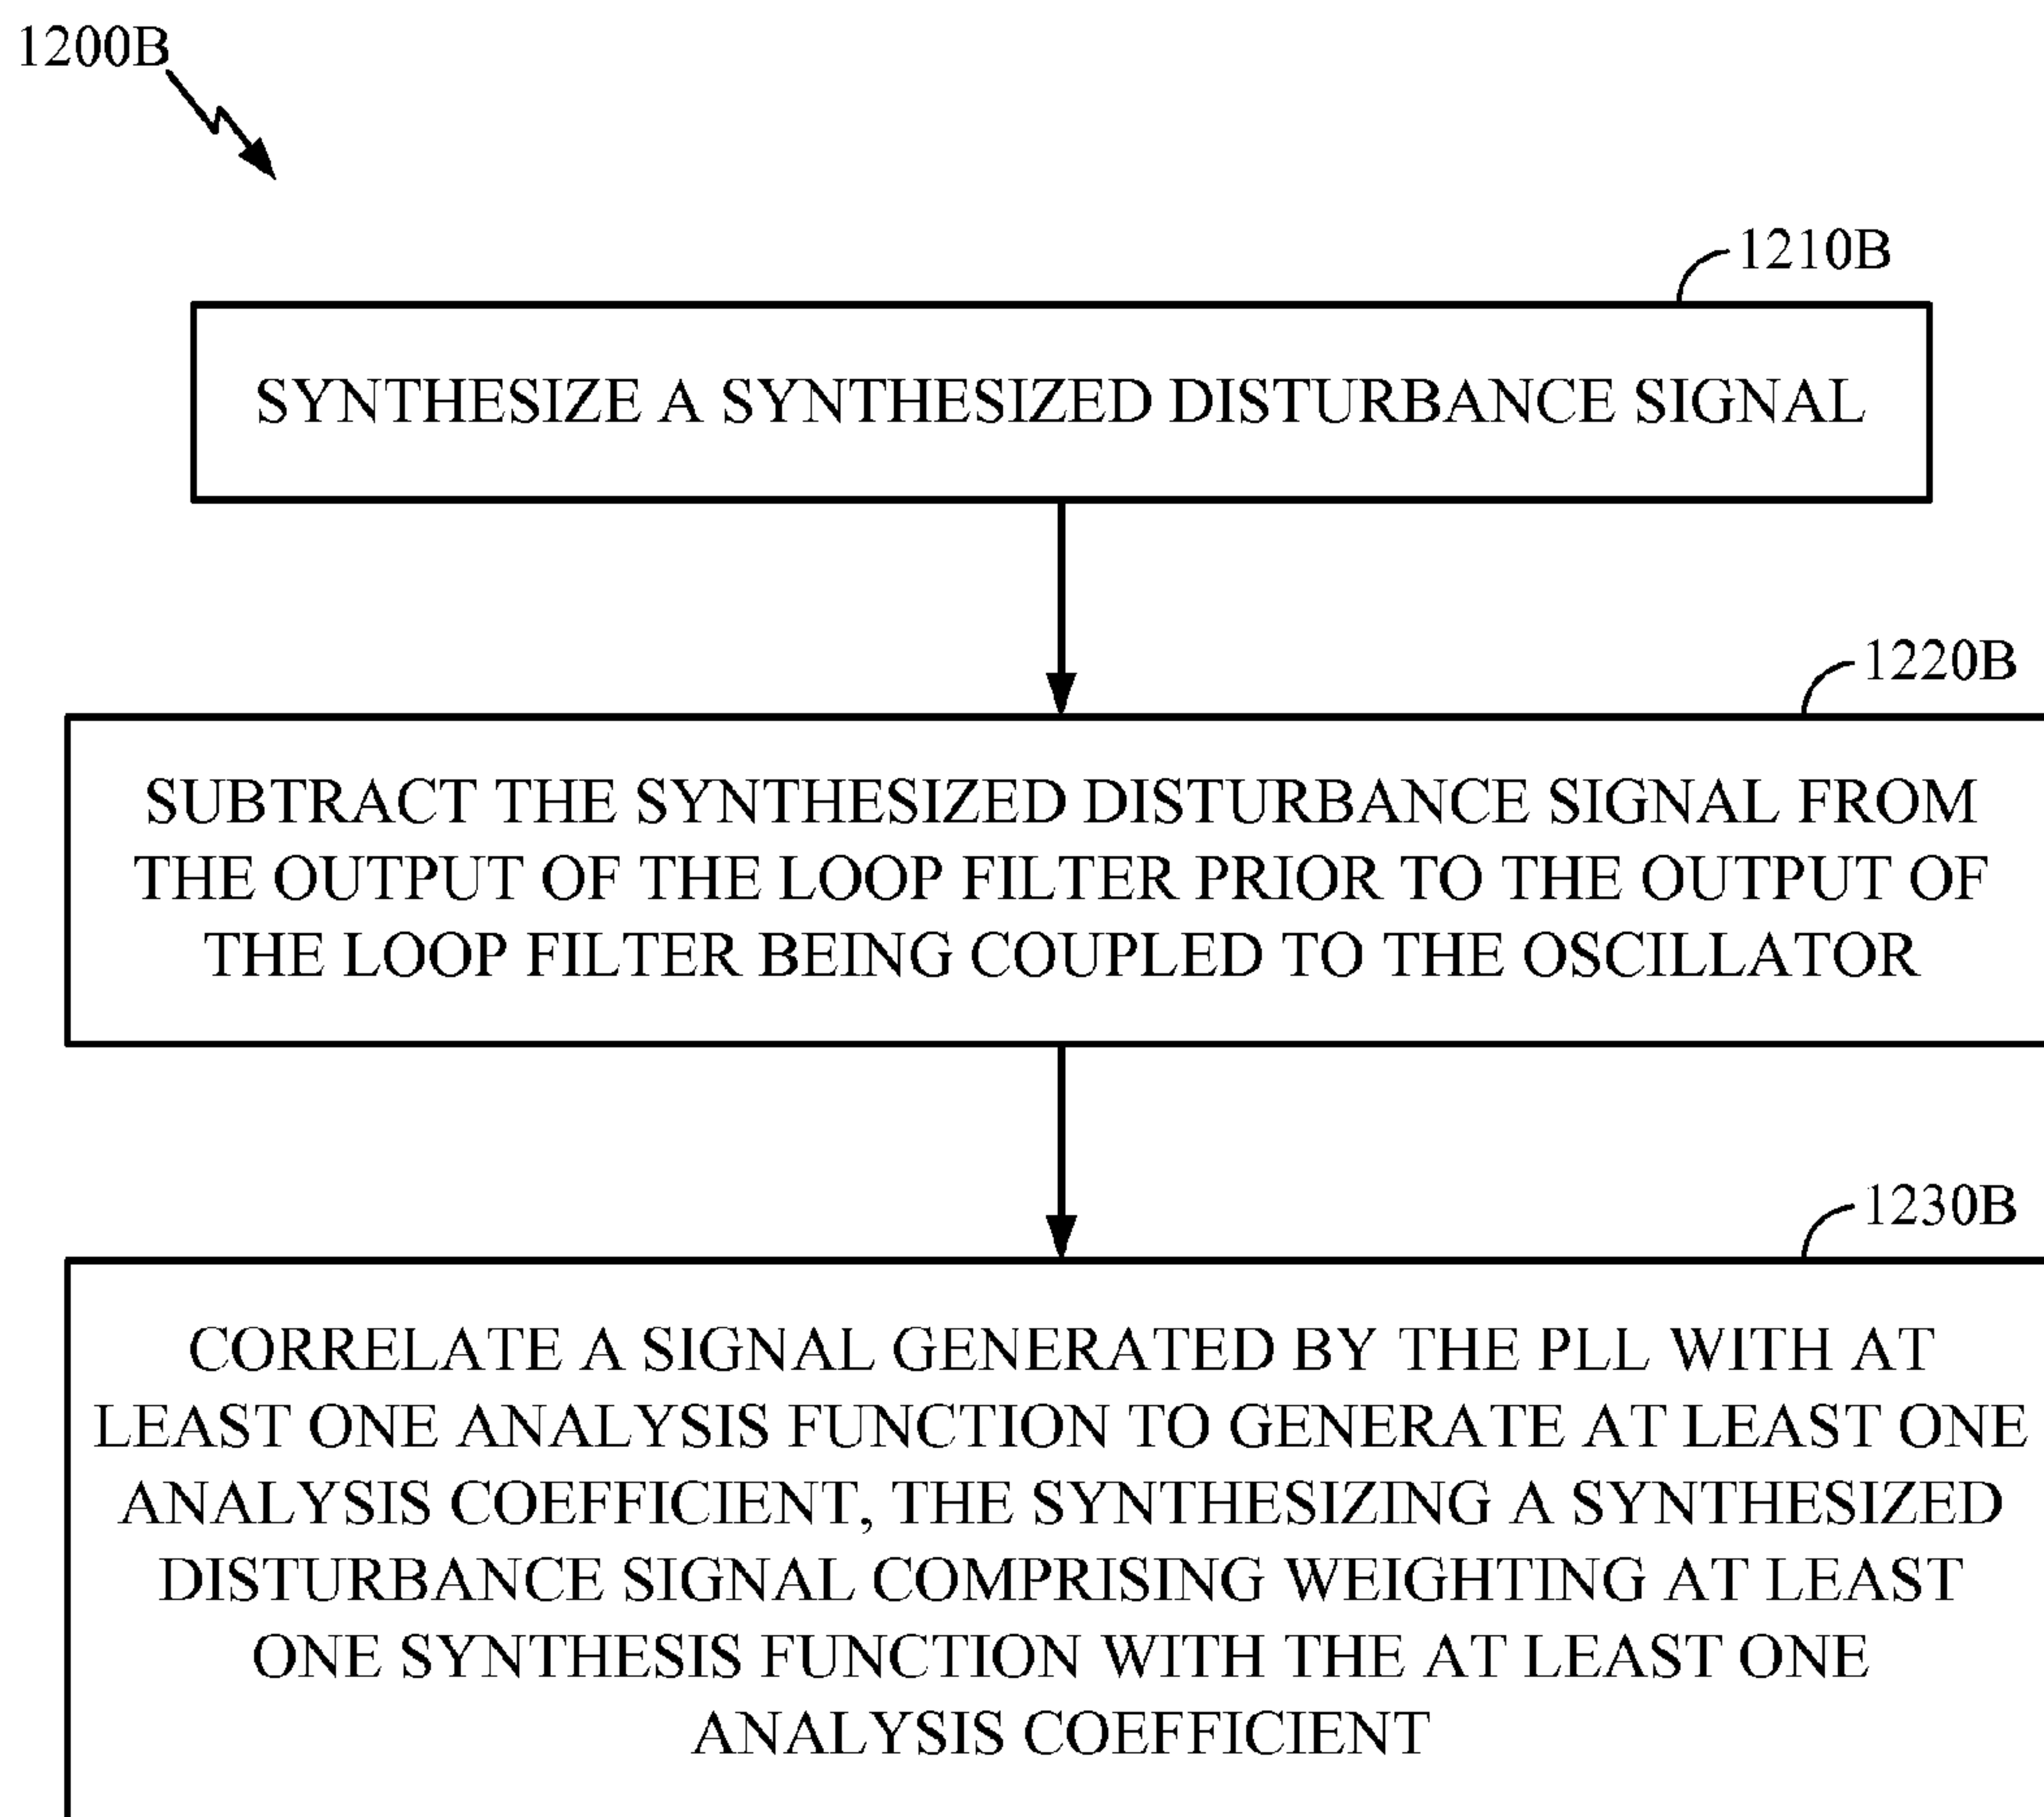 1200B
1210B
SYNTHESIZE A SYNTHESIZED DISTURBANCE SIGNAL
1220B
SUBTRACT THE SYNTHESIZED DISTURBANCE SIGNAL FROM
THE OUTPUT OF THE LOOP FILTER PRIOR TO THE OUTPUT OF
THE LOOP FILTER BEING COUPLED TO THE OSCILLATOR
1230B
CORRELATE A SIGNAL GENERATED BY THE PLL WITH AT
LEAST ONE ANALYSIS FUNCTION TO GENERATE AT LEAST ONE
ANALYSIS COEFFICIENT, THE SYNTHESIZING A SYNTHESIZED
DISTURBANCE SIGNAL COMPRISING WEIGHTING AT LEAST
ONE SYNTHESIS FUNCTION WITH THE AT LEAST ONE
ANALYSIS COEFFICIENT